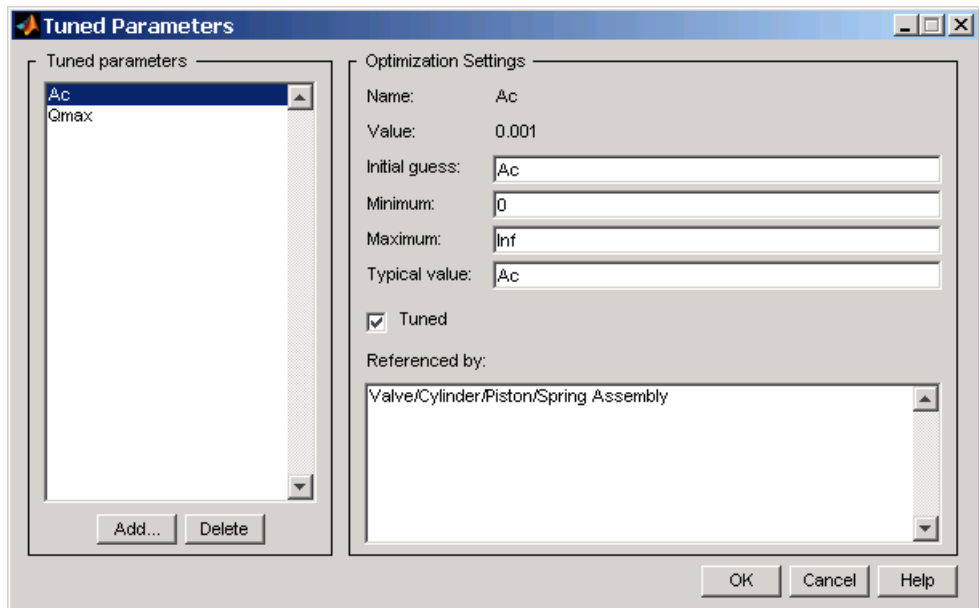 Tuned Parameters
Tuned parameters
Ac
Qmax
Add...
Delete
Optimization Settings
Name: Ac
Value: 0.001
Initial guess: Ac
Minimum: 0
Maximum: Inf
Typical value: Ac
Tuned
Referenced by:
Valve/Cylinder/Piston/Spring Assembly
OK
Cancel
Help